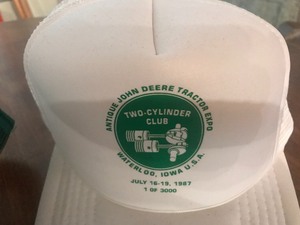 ANTIQUE JOHN DEERE TRACTOR EXPO
TWO-CYLINDER
CLUB
WATERLOO, IOWA U.S.A.
JULY 16-19, 1987
1 OF 3000